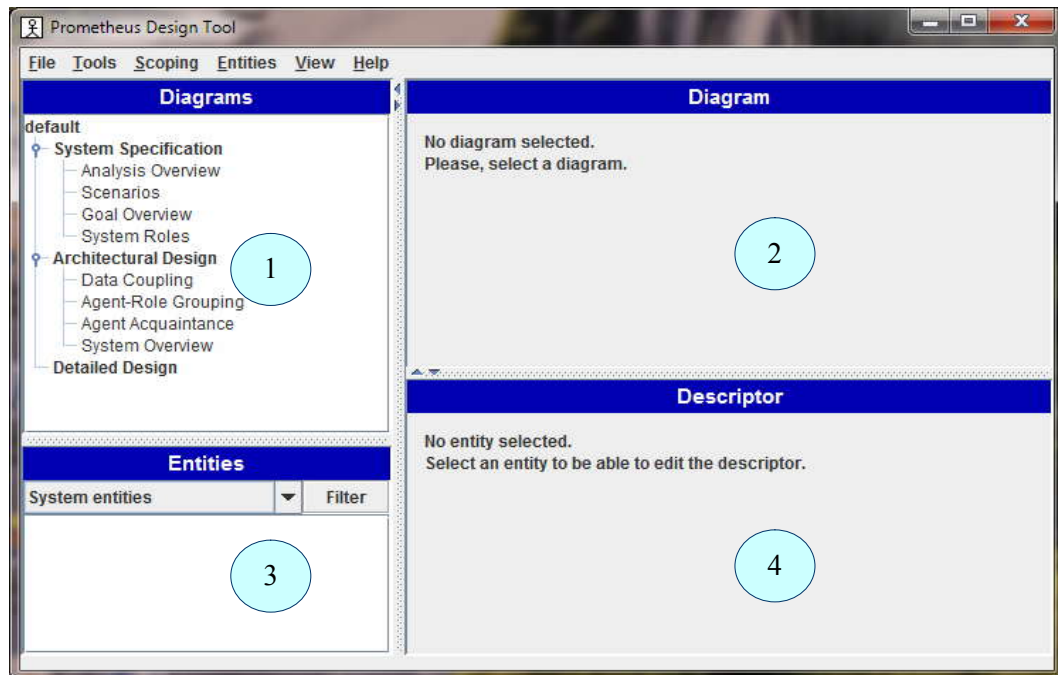 Prometheus Design Tool
File Tools Scoping Entities View Help
Diagrams
default
System Specification
Analysis Overview
Scenarios
Goal Overview
System Roles
Architectural Design
Data Coupling
Agent-Role Grouping
Agent Acquaintance
System Overview
Detailed Design
1
Diagram
No diagram selected.
Please, select a diagram.
2
Entities
System entities
Filter
3
Descriptor
No entity selected.
Select an entity to be able to edit the descriptor.
4